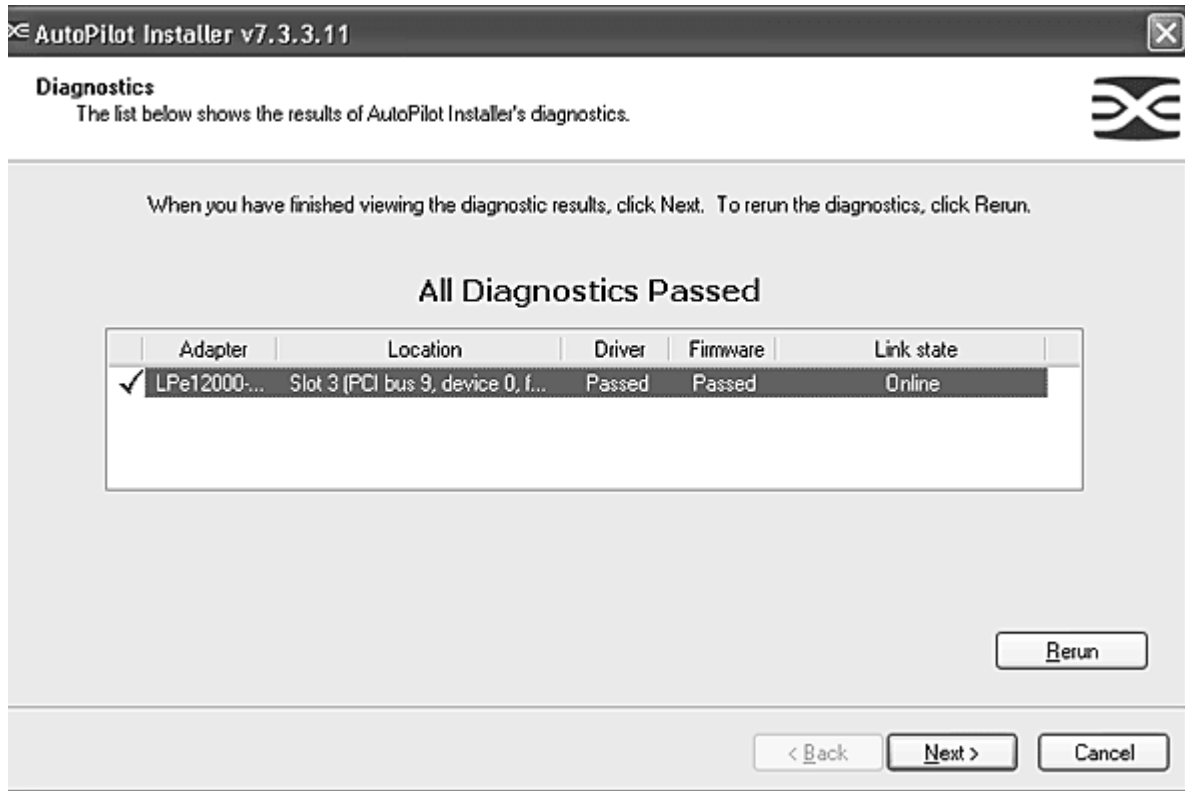 AutoPilot Installer v7.3.3.11
Diagnostics
The list below shows the results of AutoPilot Installer's diagnostics.
When you have finished viewing the diagnostic results, click Next. To rerun the diagnostics, click Rerun.
All Diagnostics Passed
Adapter Location Driver Firmware Link state
LPe12000-... Slot 3 (PCI bus 9, device 0, f... Passed Passed Online
Rerun
< Back Next > Cancel